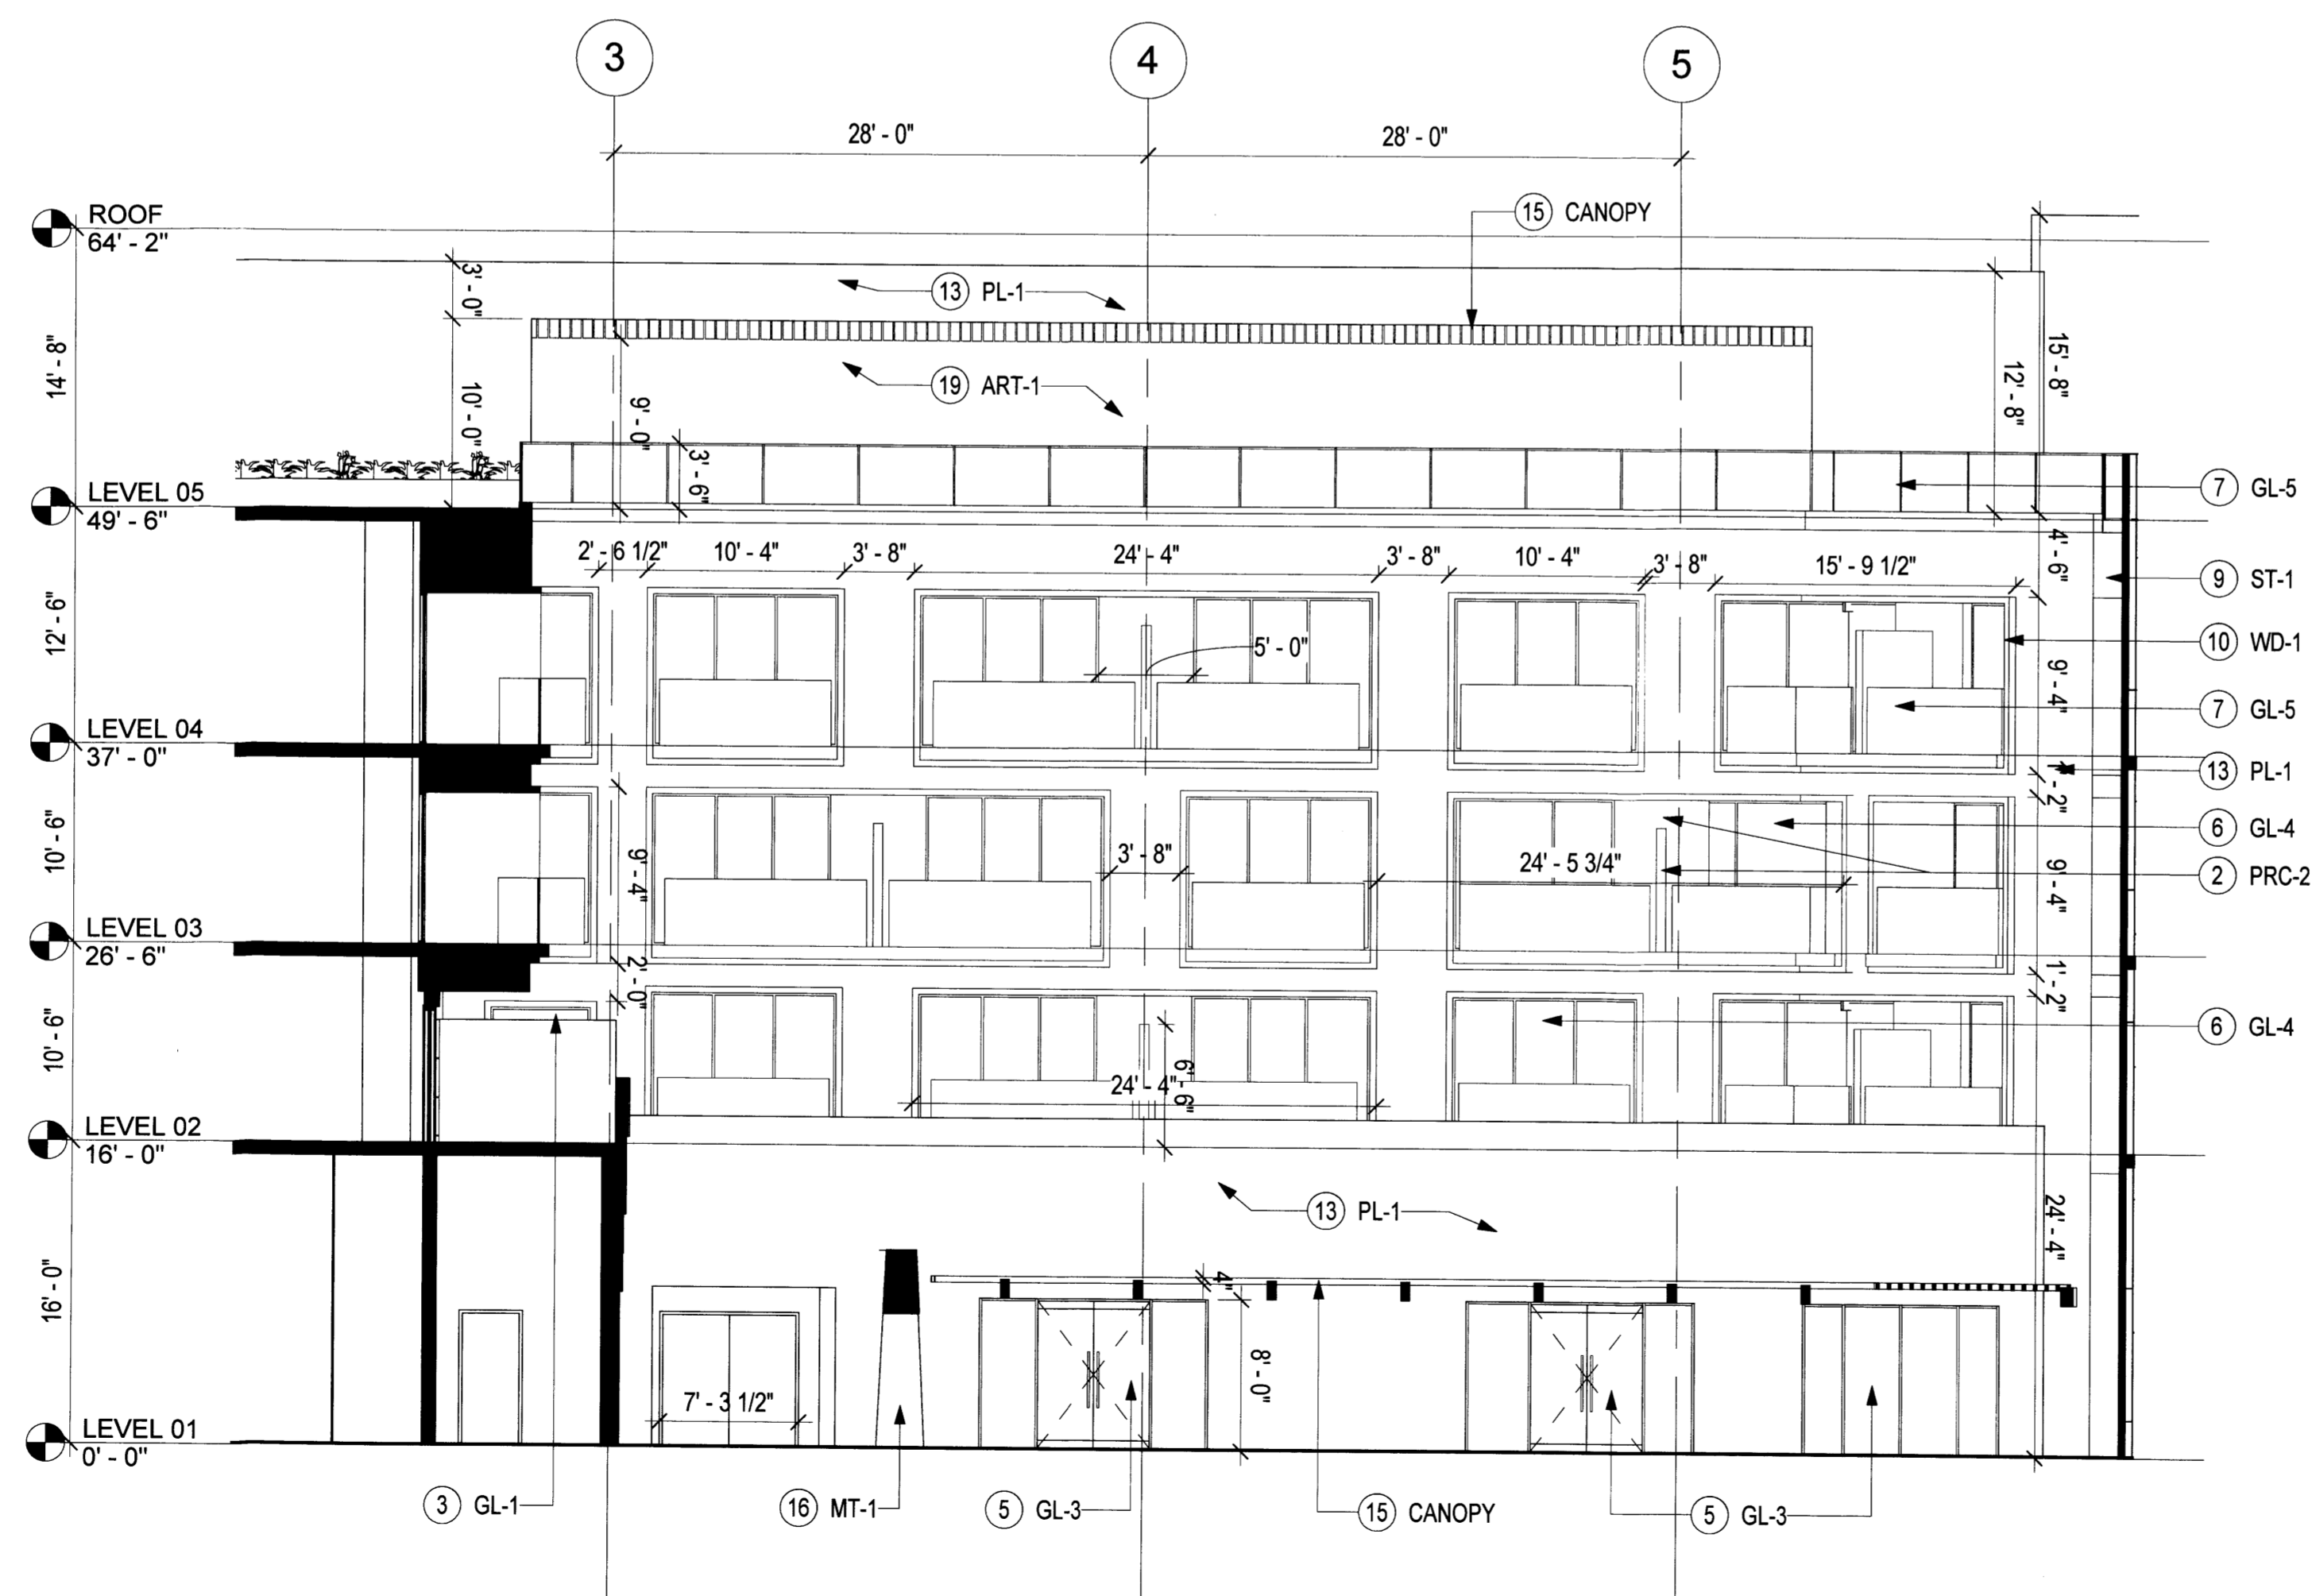 3
4
5
28' - 0"
28' - 0"
ROOF
64' - 2"
15 CANOPY
3' - 0"
13 PL-1
14' - 8"
15' - 8"
12' - 8"
19 ART-1
10' - 0"
9' - 0"
3' - 6"
7 GL-5
LEVEL 05
49' - 6"
2' - 6 1/2"
10' - 4"
3' - 8"
24' - 4"
3' - 8"
10' - 4"
3' - 8"
15' - 9 1/2"
4' - 6"
9 ST-1
12' - 6"
5' - 0"
10 WD-1
9' - 4"
7 GL-5
LEVEL 04
37' - 0"
13 PL-1
1' - 2"
6 GL-4
10' - 6"
9' - 4"
3' - 8"
24' - 5 3/4"
9' - 4"
2 PRC-2
LEVEL 03
26' - 6"
2' - 0"
1' - 2"
3 GL-1
6 GL-4
10' - 6"
24' - 4"
6' - 6"
LEVEL 02
16' - 0"
13 PL-1
24' - 4"
16' - 0"
4"
8' - 0"
7' - 3 1/2"
LEVEL 01
0' - 0"
16 MT-1
5 GL-3
15 CANOPY
5 GL-3